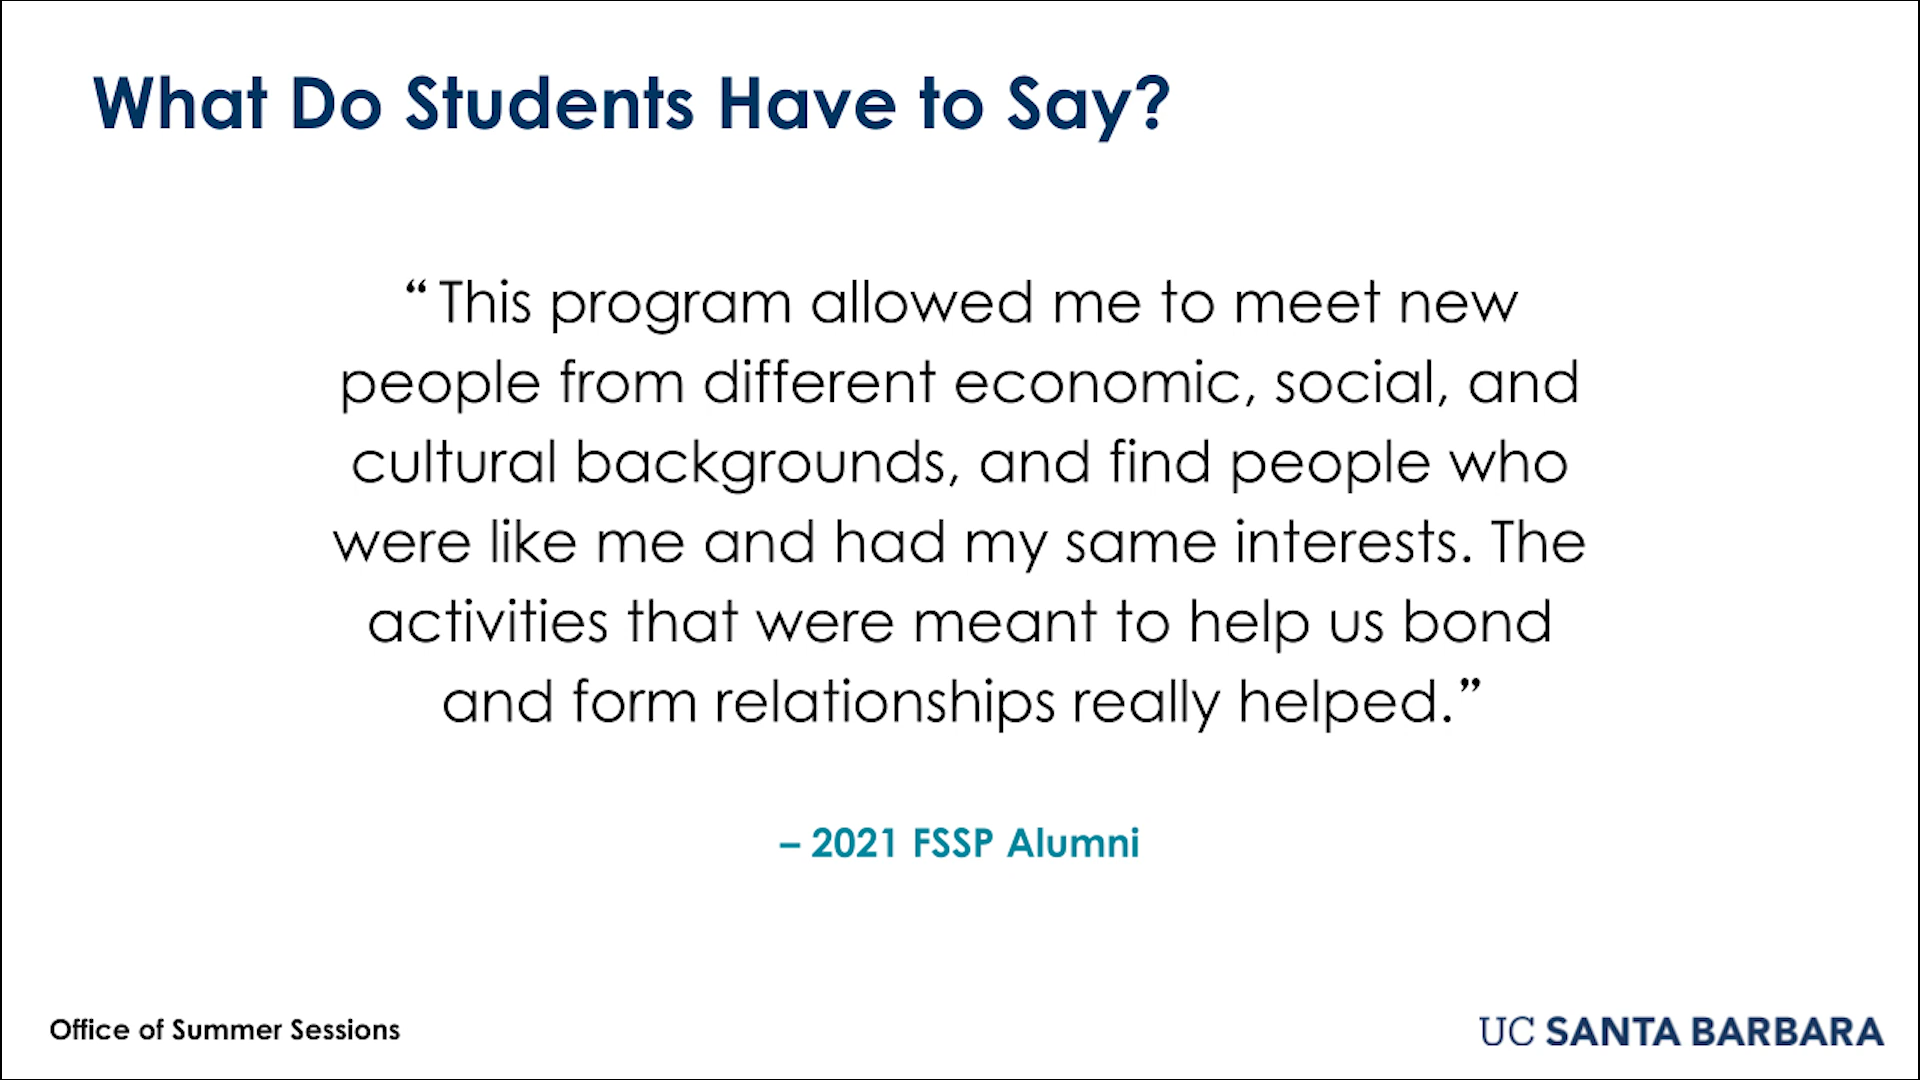 What Do Students Have to Say?
“This program allowed me to meet new
people from different economic, social, and
cultural backgrounds, and find people who
were like me and had my same interests. The
activities that were meant to help us bond
and form relationships really helped.”
– 2021 FSSP Alumni
Office of Summer Sessions
UC SANTA BARBARA